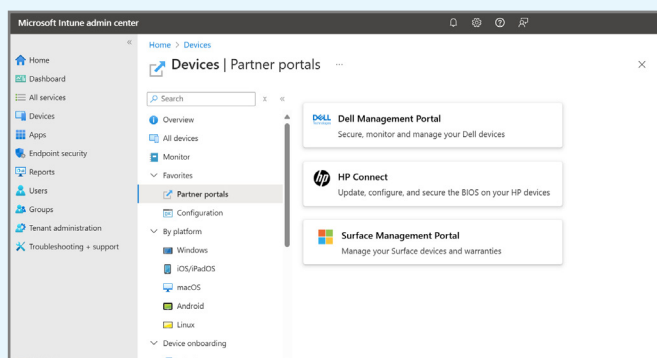 Microsoft Intune admin center
Home > Devices
Devices | Partner portals ...
Home
Dashboard
All services
Devices
Apps
Endpoint security
Reports
Users
Groups
Tenant administration
Troubleshooting + support
Search
Overview
All devices
Monitor
Favorites
Partner portals
Configuration
By platform
Windows
iOS/iPadOS
macOS
Android
Linux
Device onboarding
DELL
Dell Management Portal
Secure, monitor and manage your Dell devices
hp
HP Connect
Update, configure, and secure the BIOS on your HP devices
Surface Management Portal
Manage your Surface devices and warranties